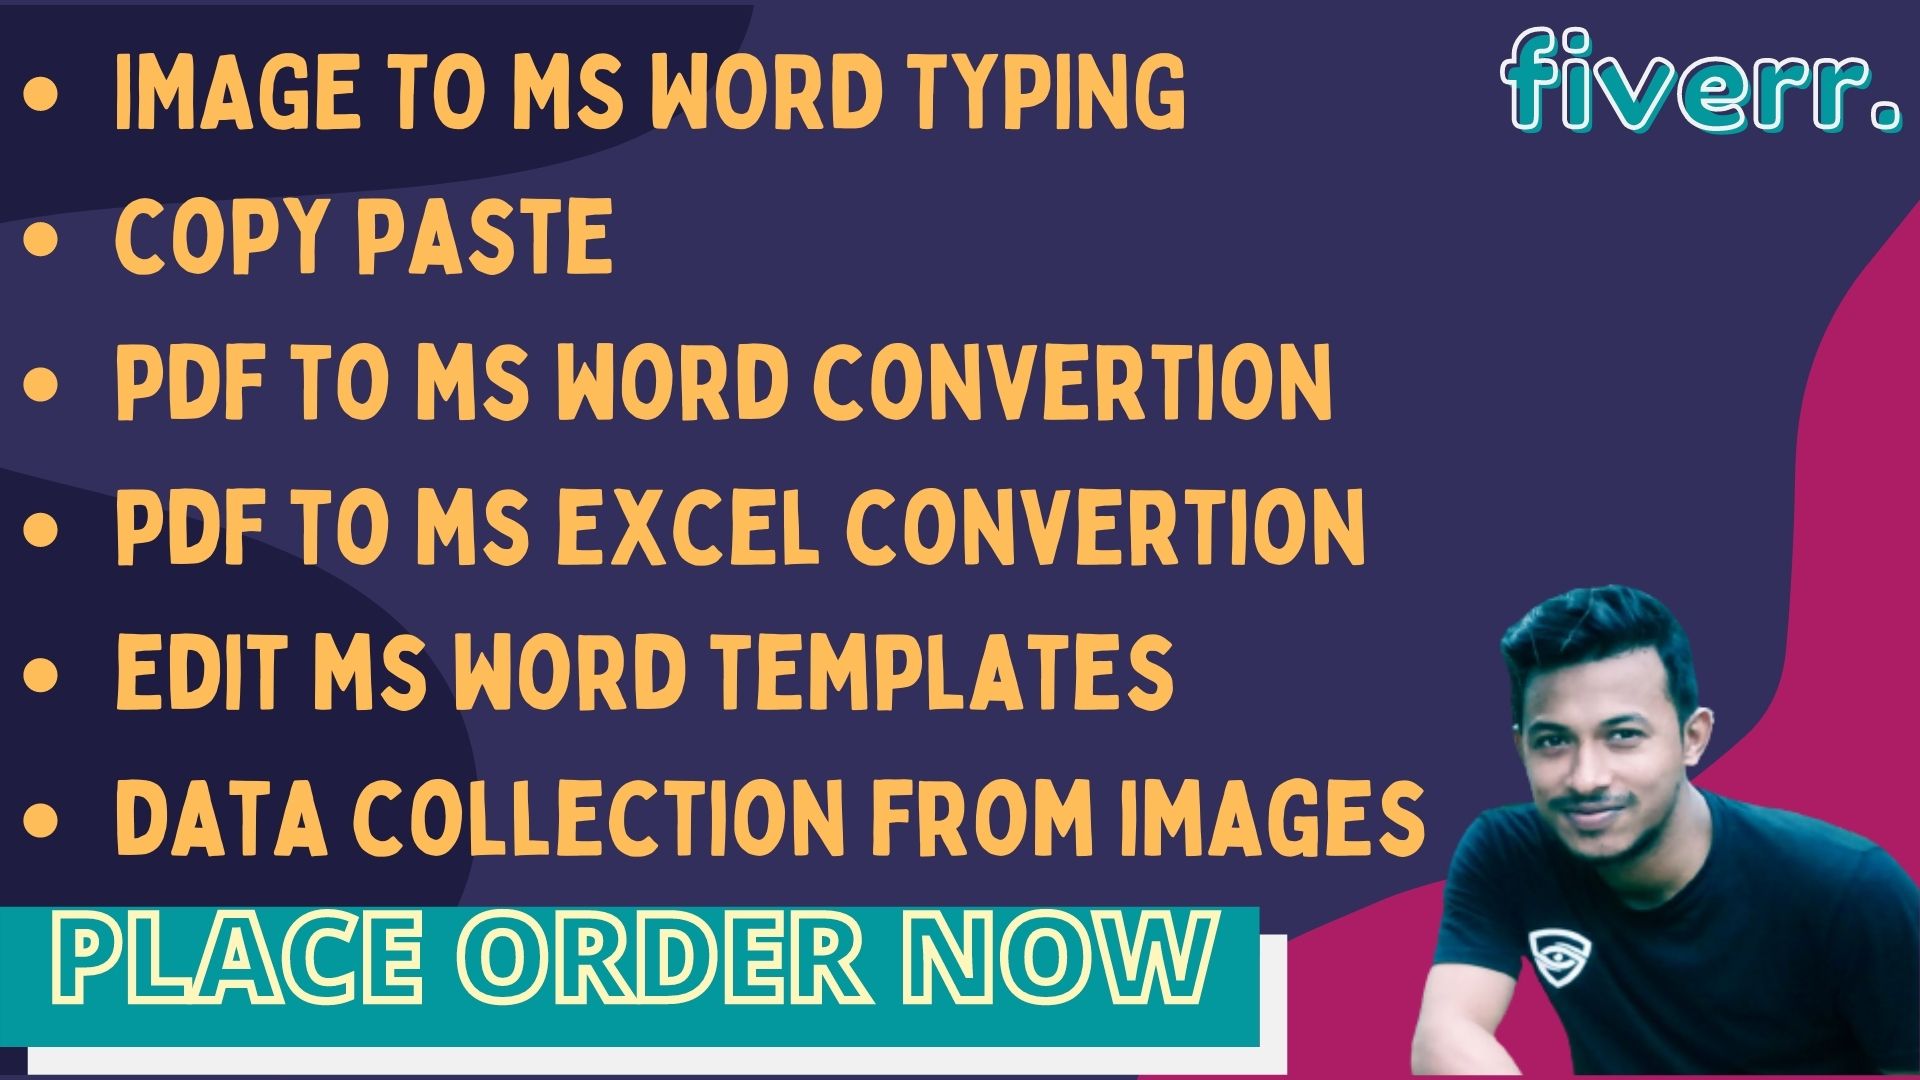 fiverr.
• IMAGE TO MS WORD TYPING
• COPY PASTE
• PDF TO MS WORD CONVERTION
• PDF TO MS EXCEL CONVERTION
• EDIT MS WORD TEMPLATES
• DATA COLLECTION FROM IMAGES
PLACE ORDER NOW